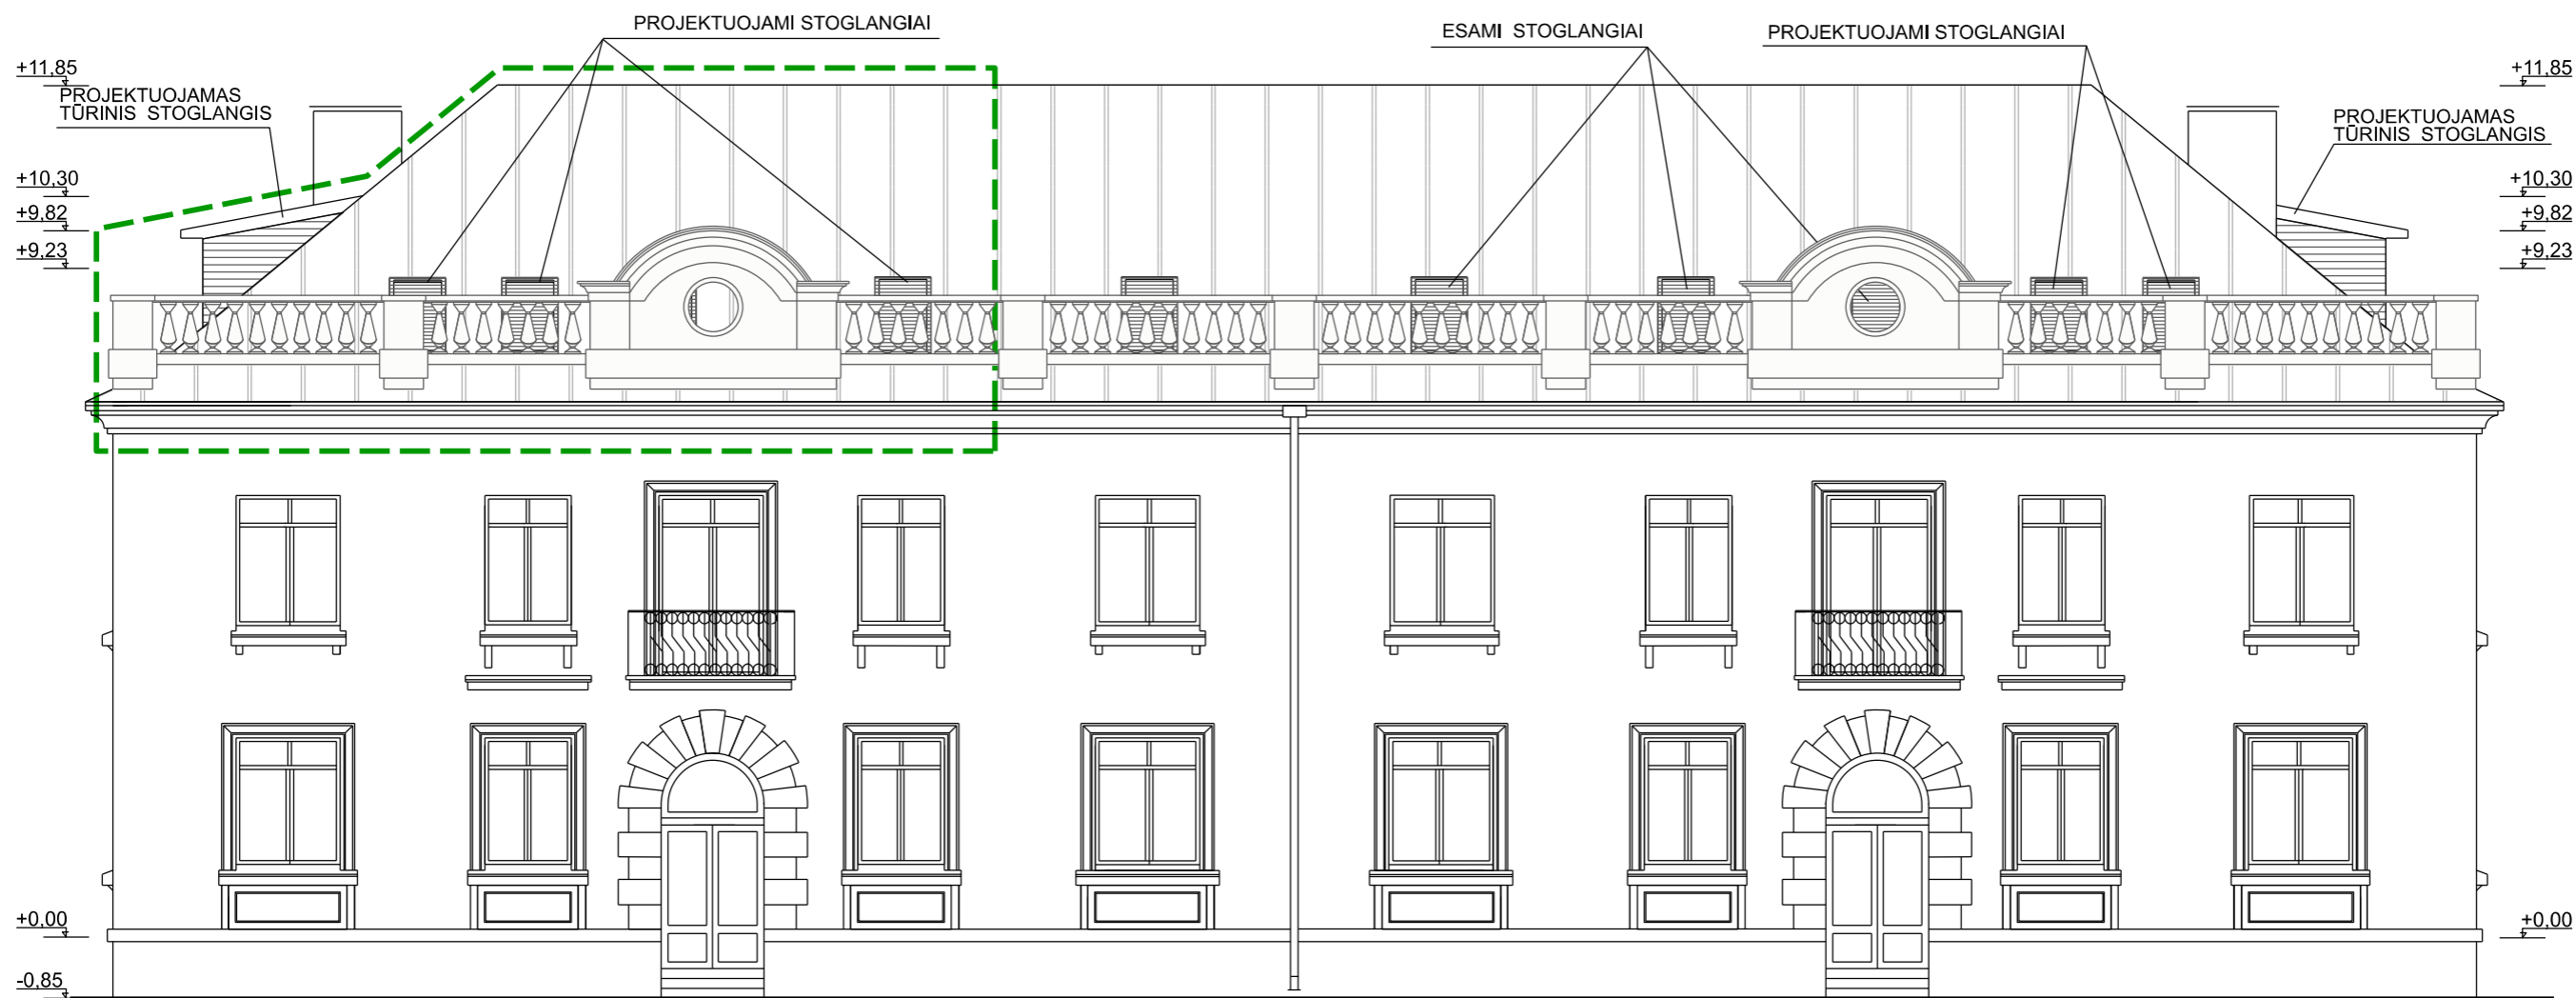 PROJEKTUOJAMI STOGLANGIAI
ESAMI STOGLANGIAI
PROJEKTUOJAMI STOGLANGIAI
+11,85
PROJEKTUOJAMAS
TŪRINIS STOGLANGIS
+10,30
+9,82
+9,23
+0,00
-0,85
+11,85
PROJEKTUOJAMAS
TŪRINIS STOGLANGIS
+10,30
+9,82
+9,23
+0,00